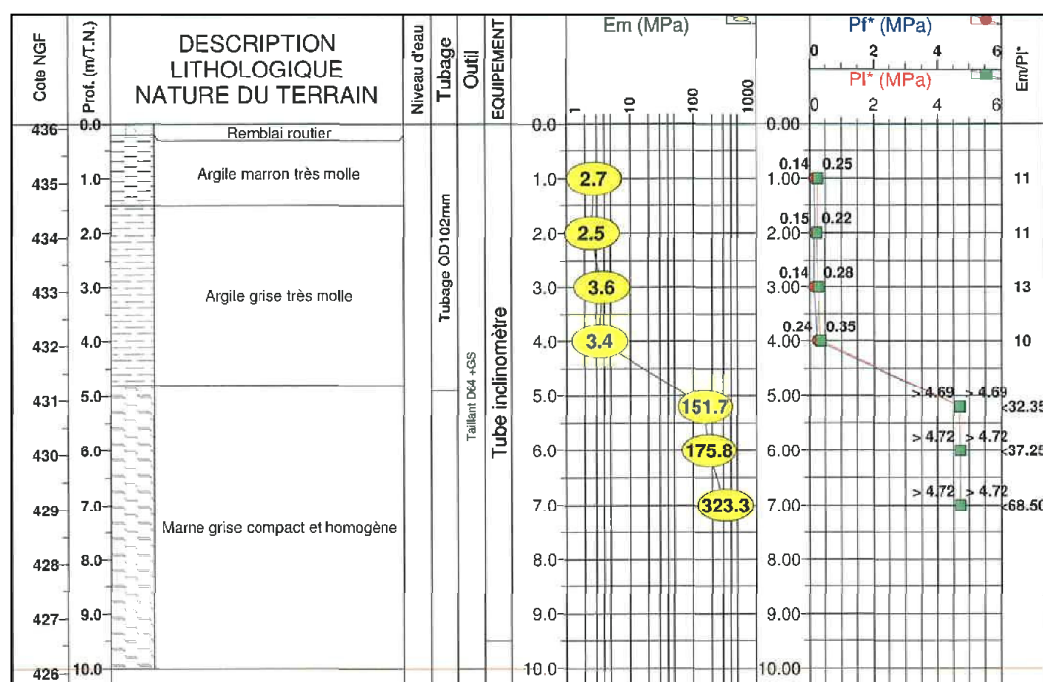 Cote NGF
Prof. (m/T.N.)
DESCRIPTION
LITHOLOGIQUE
NATURE DU TERRAIN
Niveau d'eau
Tubage
Outil
EQUIPEMENT
Em (MPa)
1
10
100
1000
Pf* (MPa)
0 2 4 6
Pl* (MPa)
0 2 4 6
Em/Pl*
436
435
434
433
432
431
430
429
428
427
426
0.0
1.0
2.0
3.0
4.0
5.0
6.0
7.0
8.0
9.0
10.0
Remblai routier
Argile marron très molle
Argile grise très molle
Marne grise compact et homogène
Tubage OD102mm
Taillant D64 +GS
Tube inclinomètre
0.0
1.0
2.0
3.0
4.0
5.0
6.0
7.0
8.0
9.0
10.0
2.7
2.5
3.6
3.4
151.7
175.8
323.3
0.00
1.00
2.00
3.00
4.00
5.00
6.00
7.00
8.00
9.00
10.00
0.14 0.25
0.15 0.22
0.14 0.28
0.24 0.35
> 4.69 > 4.69
> 4.72 > 4.72
> 4.72 > 4.72
11
11
13
10
<32.35
<37.25
<68.50